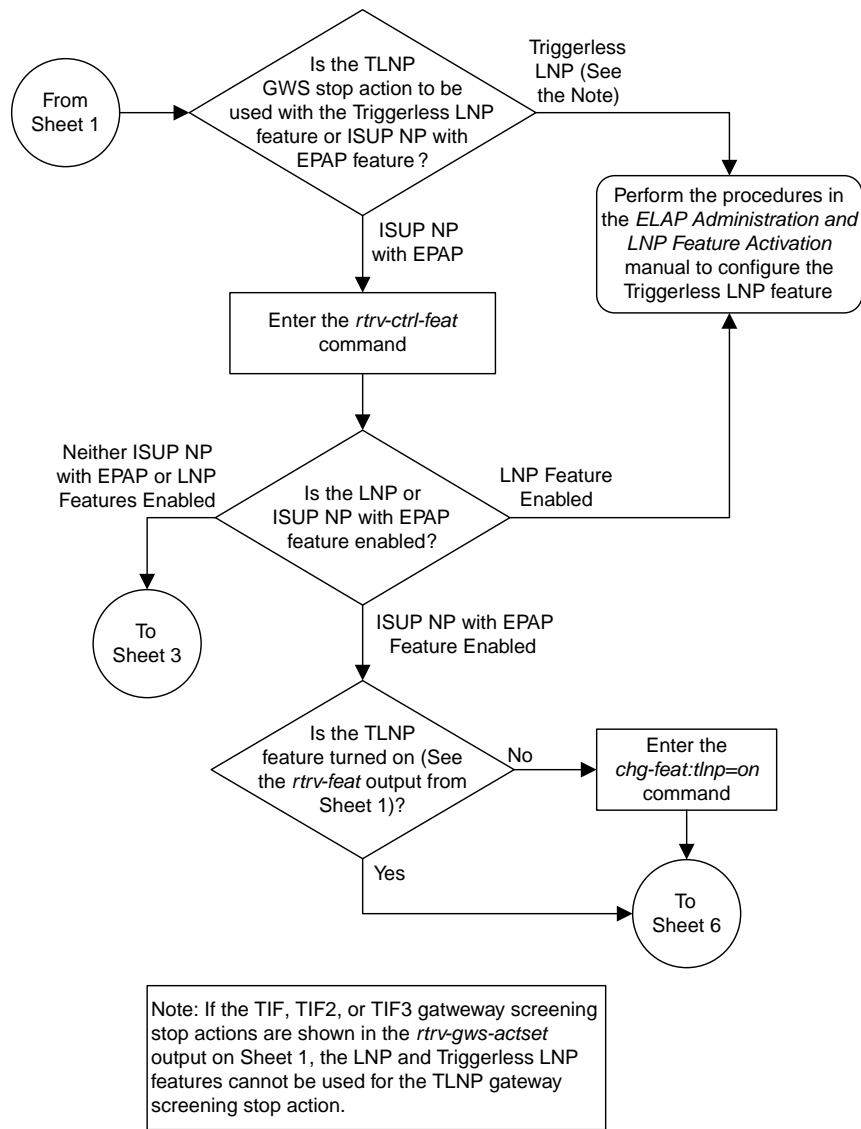 From
Sheet 1
Is the TLNP
GWS stop action to be
used with the Triggerless LNP
feature or ISUP NP with
EPAP feature ?
Triggerless
LNP (See
the Note)
Perform the procedures in
the ELAP Administration and
LNP Feature Activation
manual to configure the
Triggerless LNP feature
ISUP NP
with EPAP
Enter the rtrv-ctrl-feat
command
Neither ISUP NP
with EPAP or LNP
Features Enabled
Is the LNP or
ISUP NP with EPAP
feature enabled?
LNP Feature
Enabled
To
Sheet 3
ISUP NP with EPAP
Feature Enabled
Is the TLNP
feature turned on (See
the rtrv-feat output from
Sheet 1)?
No
Enter the
chg-feat:tlnp=on
command
Yes
To
Sheet 6
Note: If the TIF, TIF2, or TIF3 gatweway screening
stop actions are shown in the rtrv-gws-actset
output on Sheet 1, the LNP and Triggerless LNP
features cannot be used for the TLNP gateway
screening stop action.